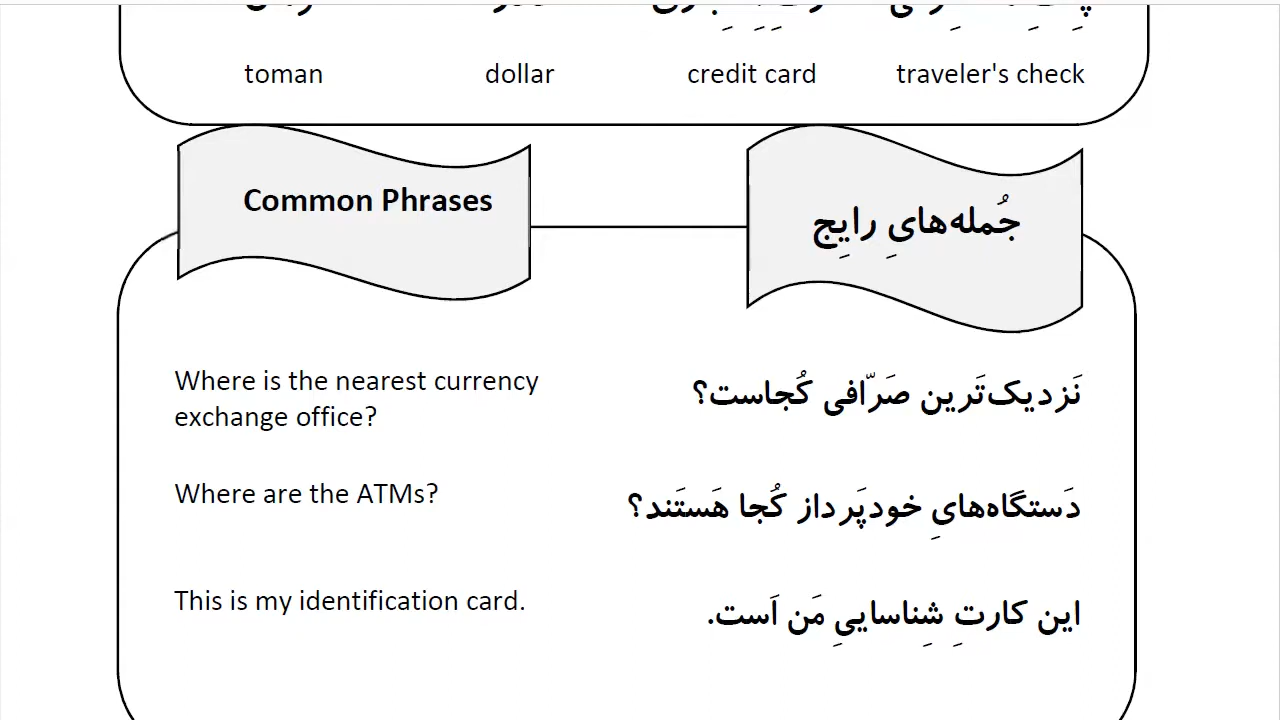 toman dollar credit card traveler's check
Common Phrases
جُمله‌هایِ رایِج
Where is the nearest currency
exchange office?
نَزدیک‌تَرین صَرّافی کُجاست؟
Where are the ATMs?
دَستگاه‌هایِ خودپَرداز کُجا هَستَند؟
This is my identification card.
این کارتِ شِناساییِ مَن اَست.